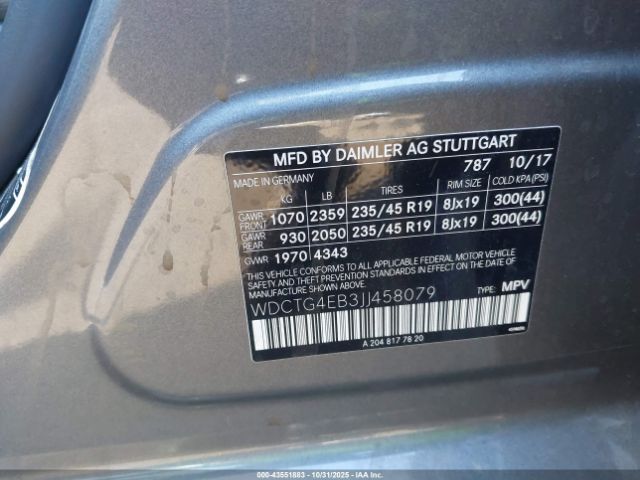 MFD BY DAIMLER AG STUTTGART
787 10/17
MADE IN GERMANY
KG LB TIRES RIM SIZE COLD KPA(PSI)
GAWR FRONT 1070 2359 235/45 R19 8Jx19 300(44)
GAWR REAR 930 2050 235/45 R19 8Jx19 300(44)
GVWR 1970 4343
THIS VEHICLE CONFORMS TO ALL APPLICABLE FEDERAL MOTOR VEHICLE
SAFETY, BUMPER, AND THEFT PREVENTION STANDARDS IN EFFECT ON THE DATE
OF MANUFACTURE SHOWN ABOVE.
WDCTG4EB3JJ458079 TYPE: MPV
A 204 817 78 20
000-43551883 - 10/31/2025 - IAAI.COM